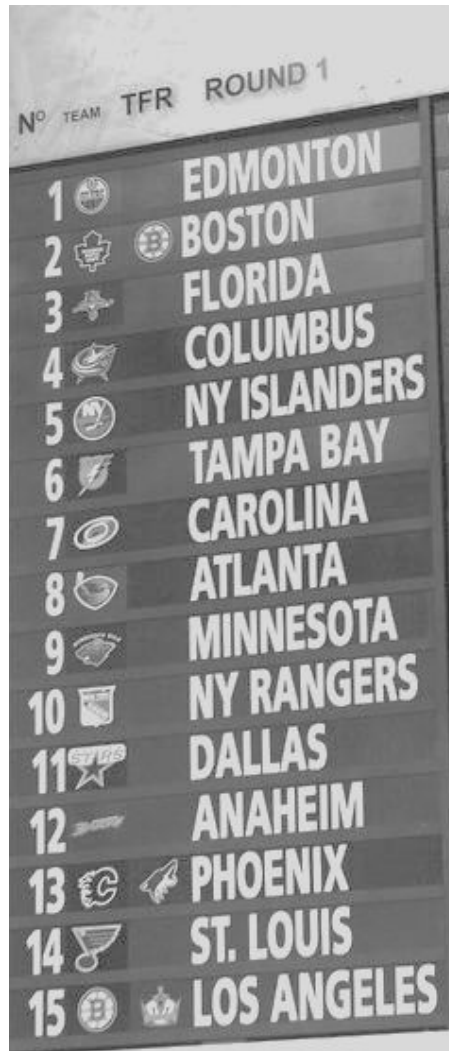 Nº TEAM TFR ROUND 1
1 EDMONTON
2 B BOSTON
3 FLORIDA
4 COLUMBUS
5 NY NY ISLANDERS
6 TAMPA BAY
7 CAROLINA
8 ATLANTA
9 MINNESOTA
10 NY RANGERS
11 STARS DALLAS
12 ANAHEIM
13 C PHOENIX
14 ST. LOUIS
15 B LOS ANGELES